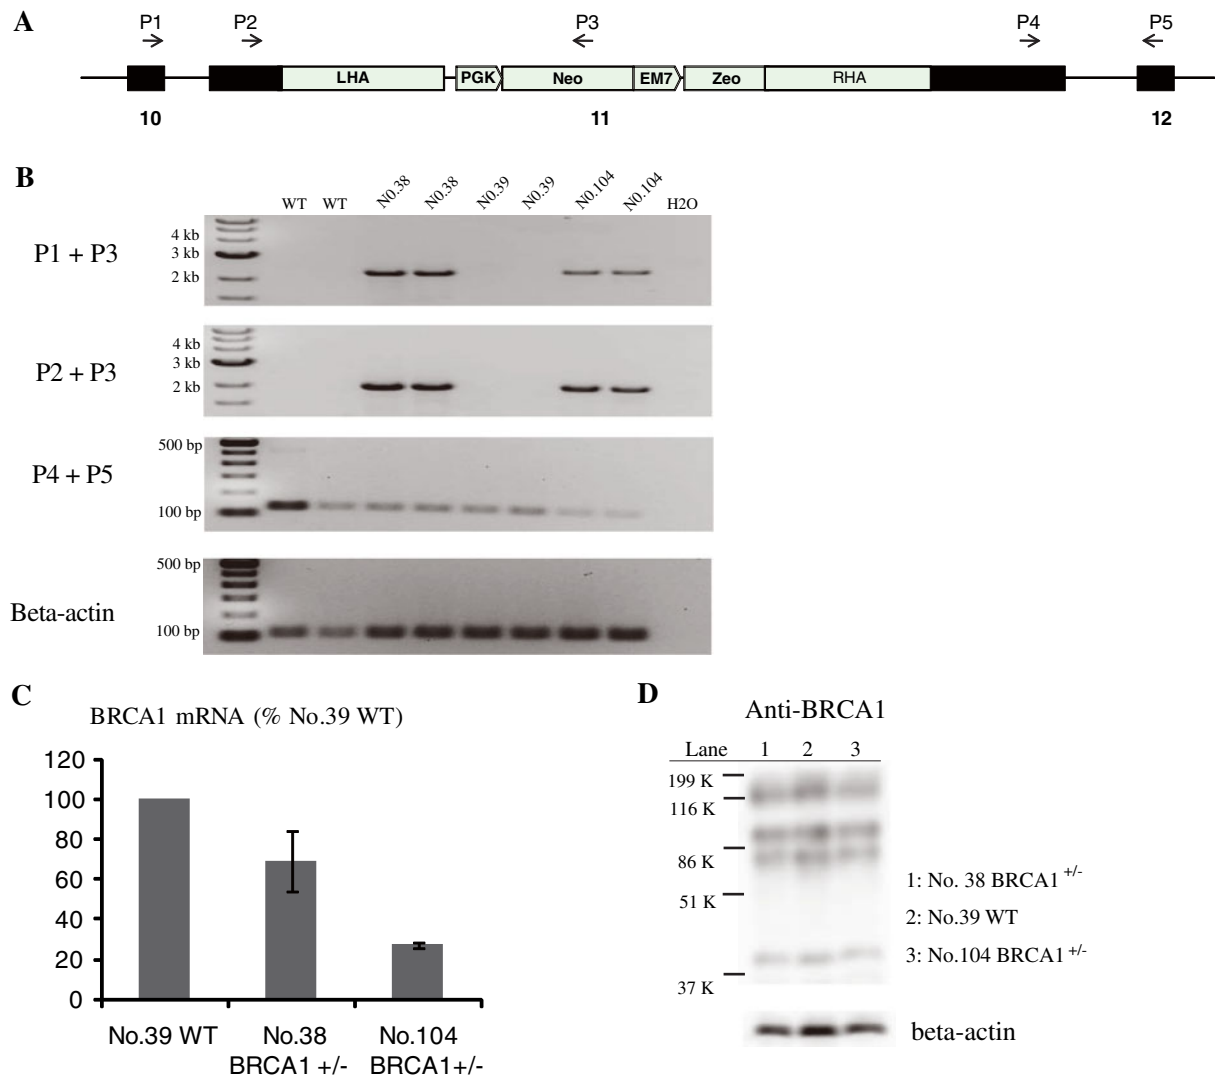 A
P1 P2 P3 P4 P5
LHA PGK Neo EM7 Zeo RHA
10 11 12
B
WT WT N0.38 N0.38 N0.39 N0.39 N0.104 N0.104 H2O
P1 + P3
4 kb
3 kb
2 kb
P2 + P3
4 kb
3 kb
2 kb
P4 + P5
500 bp
100 bp
Beta-actin
500 bp
100 bp
C
BRCA1 mRNA (% No.39 WT)
120
100
80
60
40
20
0
No.39 WT
No.38
BRCA1 +/-
No.104
BRCA1+/-
D
Anti-BRCA1
Lane 1 2 3
199 K
116 K
86 K
51 K
37 K
1: No. 38 BRCA1 +/-
2: No.39 WT
3: No.104 BRCA1 +/-
beta-actin